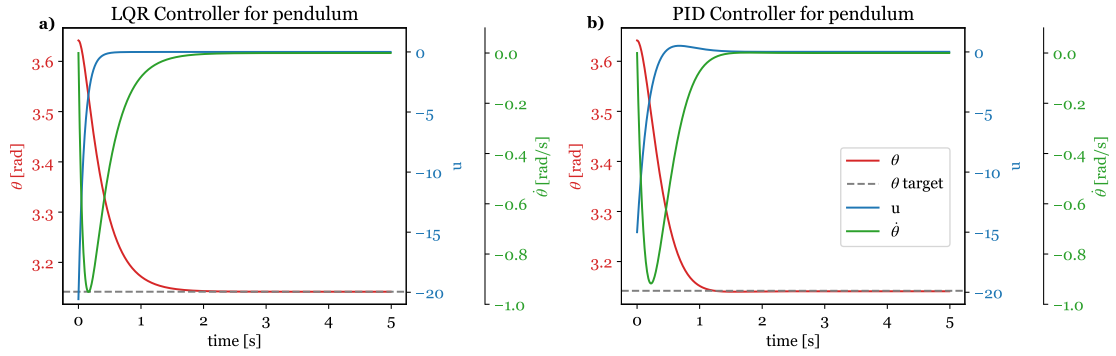 a)
LQR Controller for pendulum
3.6
3.5
3.4
3.3
3.2
θ [rad]
0
−5
−10
−15
−20
u
0.0
−0.2
−0.4
−0.6
−0.8
−1.0
θ̇ [rad/s]
0 1 2 3 4 5
time [s]
b)
PID Controller for pendulum
3.6
3.5
3.4
3.3
3.2
θ [rad]
θ
θ target
u
θ̇
0
−5
−10
−15
−20
u
0.0
−0.2
−0.4
−0.6
−0.8
−1.0
θ̇ [rad/s]
0 1 2 3 4 5
time [s]